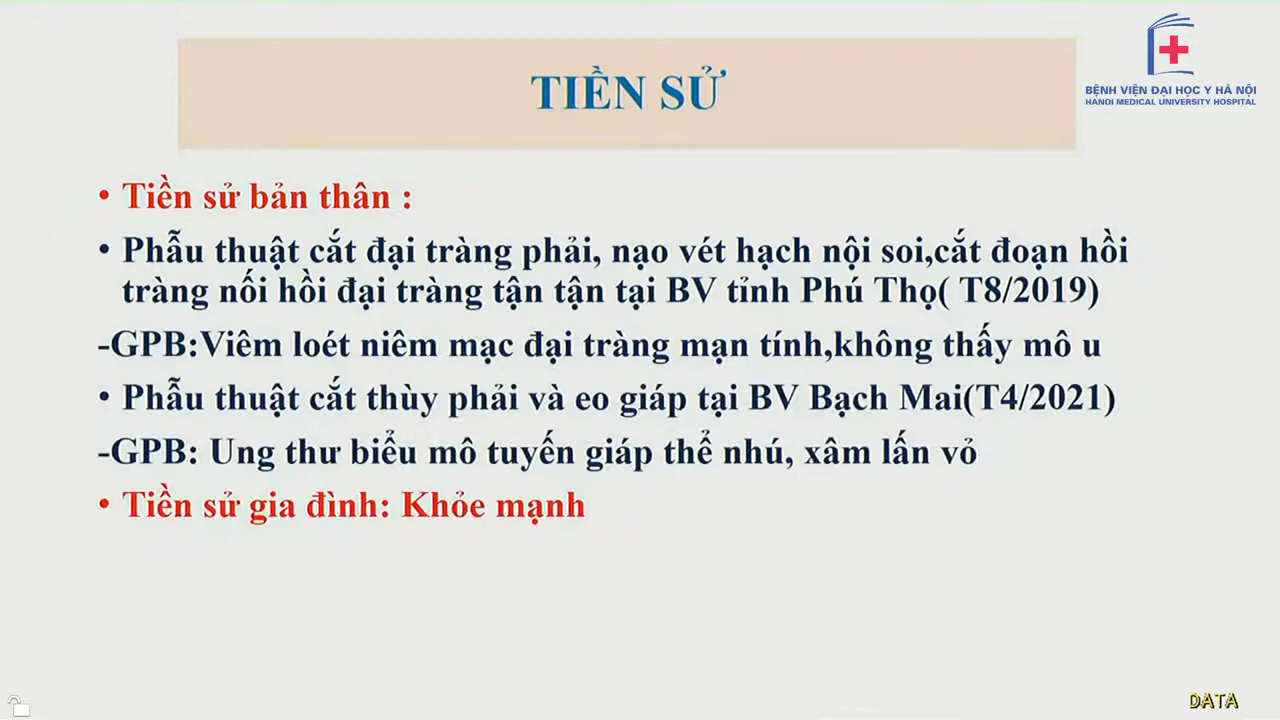 BỆNH VIỆN ĐẠI HỌC Y HÀ NỘI
HANOI MEDICAL UNIVERSITY HOSPITAL
TIỀN SỬ
• Tiền sử bản thân :
• Phẫu thuật cắt đại tràng phải, nạo vét hạch nội soi,cắt đoạn hồi
tràng nối hồi đại tràng tận tận tại BV tỉnh Phú Thọ( T8/2019)
-GPB:Viêm loét niêm mạc đại tràng mạn tính,không thấy mô u
• Phẫu thuật cắt thùy phải và eo giáp tại BV Bạch Mai(T4/2021)
-GPB: Ung thư biểu mô tuyến giáp thể nhú, xâm lấn vỏ
• Tiền sử gia đình: Khỏe mạnh
DATA